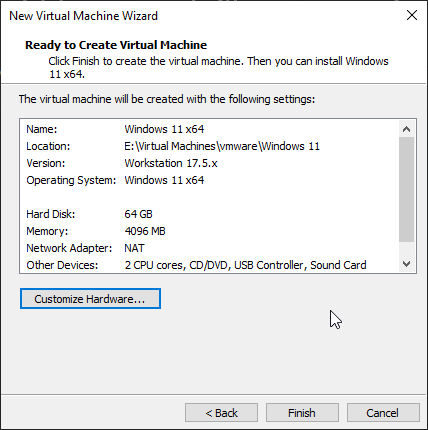 New Virtual Machine Wizard
Ready to Create Virtual Machine
Click Finish to create the virtual machine. Then you can install Windows
11 x64.
The virtual machine will be created with the following settings:
Name: Windows 11 x64
Location: E:\Virtual Machines\vmware\Windows 11
Version: Workstation 17.5.x
Operating System: Windows 11 x64
Hard Disk: 64 GB
Memory: 4096 MB
Network Adapter: NAT
Other Devices: 2 CPU cores, CD/DVD, USB Controller, Sound Card
Customize Hardware...
< Back Finish Cancel